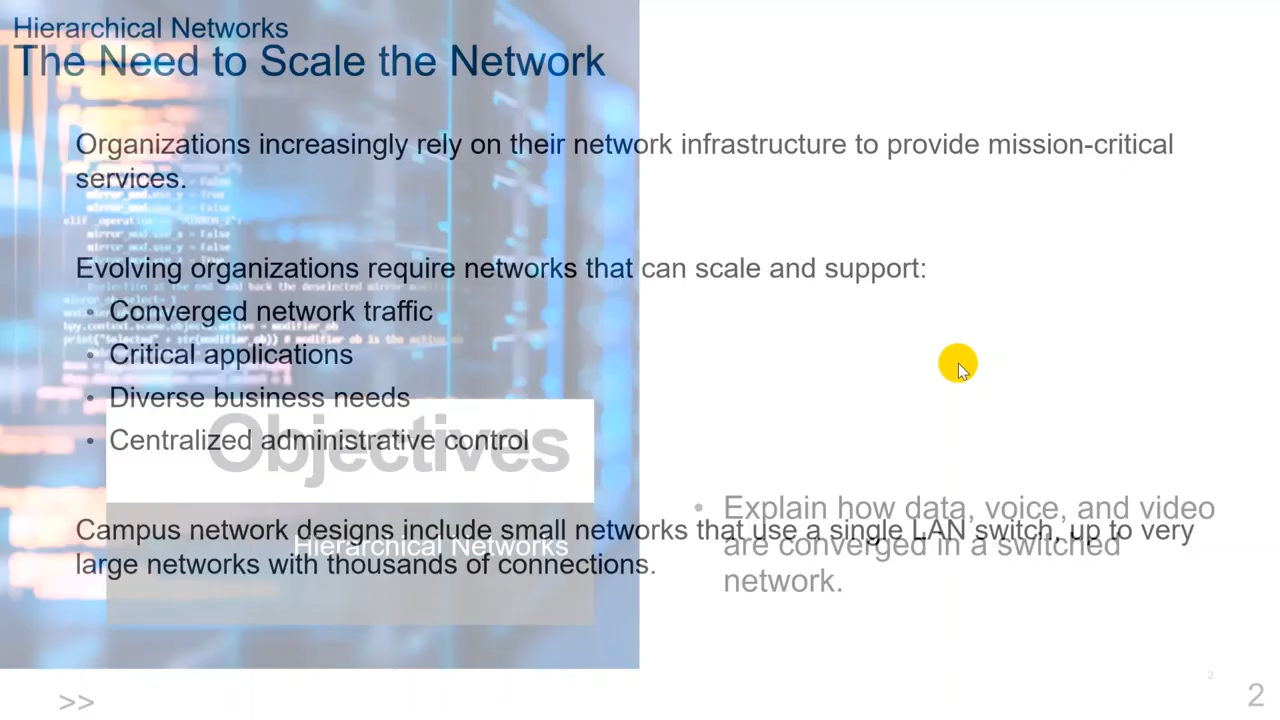 Hierarchical Networks
The Need to Scale the Network
Organizations increasingly rely on their network infrastructure to provide mission-critical
services.
Evolving organizations require networks that can scale and support:
• Converged network traffic
• Critical applications
• Diverse business needs
• Centralized administrative control
Objectives
Campus network designs include small networks that use a single LAN switch, up to very
large networks with thousands of connections.
Hierarchical Networks
• Explain how data, voice, and video
are converged in a switched
network.
>>
2
2